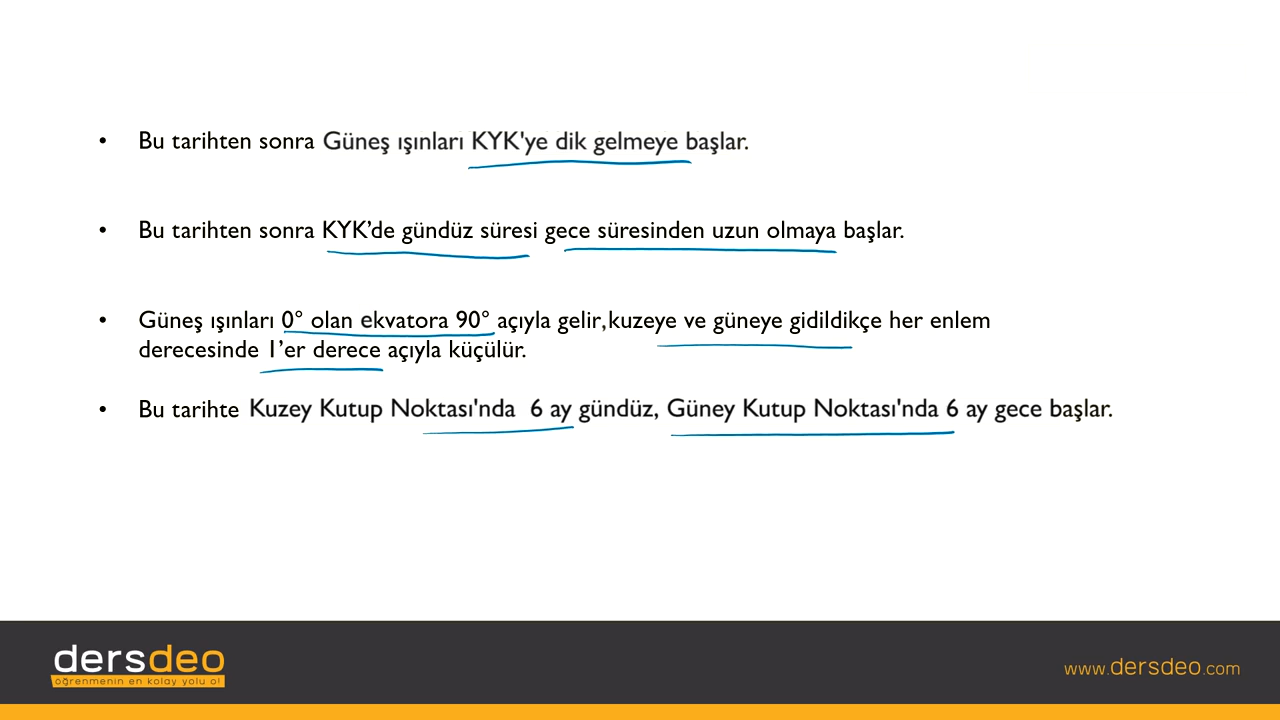 • Bu tarihten sonra Güneş ışınları KYK'ye dik gelmeye başlar.
• Bu tarihten sonra KYK’de gündüz süresi gece süresinden uzun olmaya başlar.
• Güneş ışınları 0° olan ekvatora 90° açıyla gelir,kuzeye ve güneye gidildikçe her enlem
derecesinde 1’er derece açıyla küçülür.
• Bu tarihte Kuzey Kutup Noktası'nda 6 ay gündüz, Güney Kutup Noktası'nda 6 ay gece başlar.
dersdeo
öğrenmenin en kolay yolu o!
www.dersdeo.com